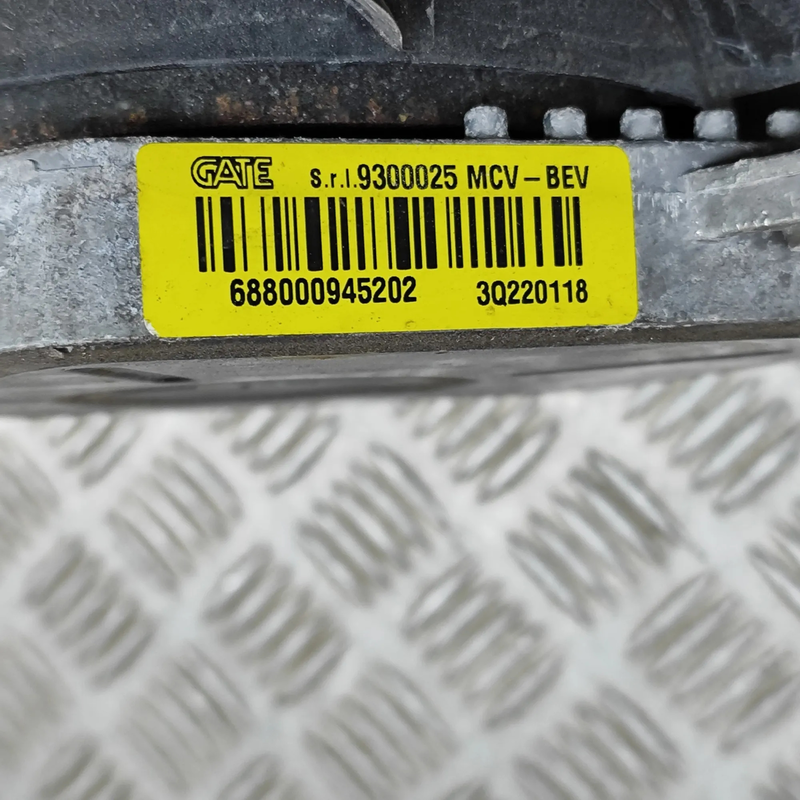 GATE S.r.l. 9300025 MCV-BEV
688000945202 3Q220118